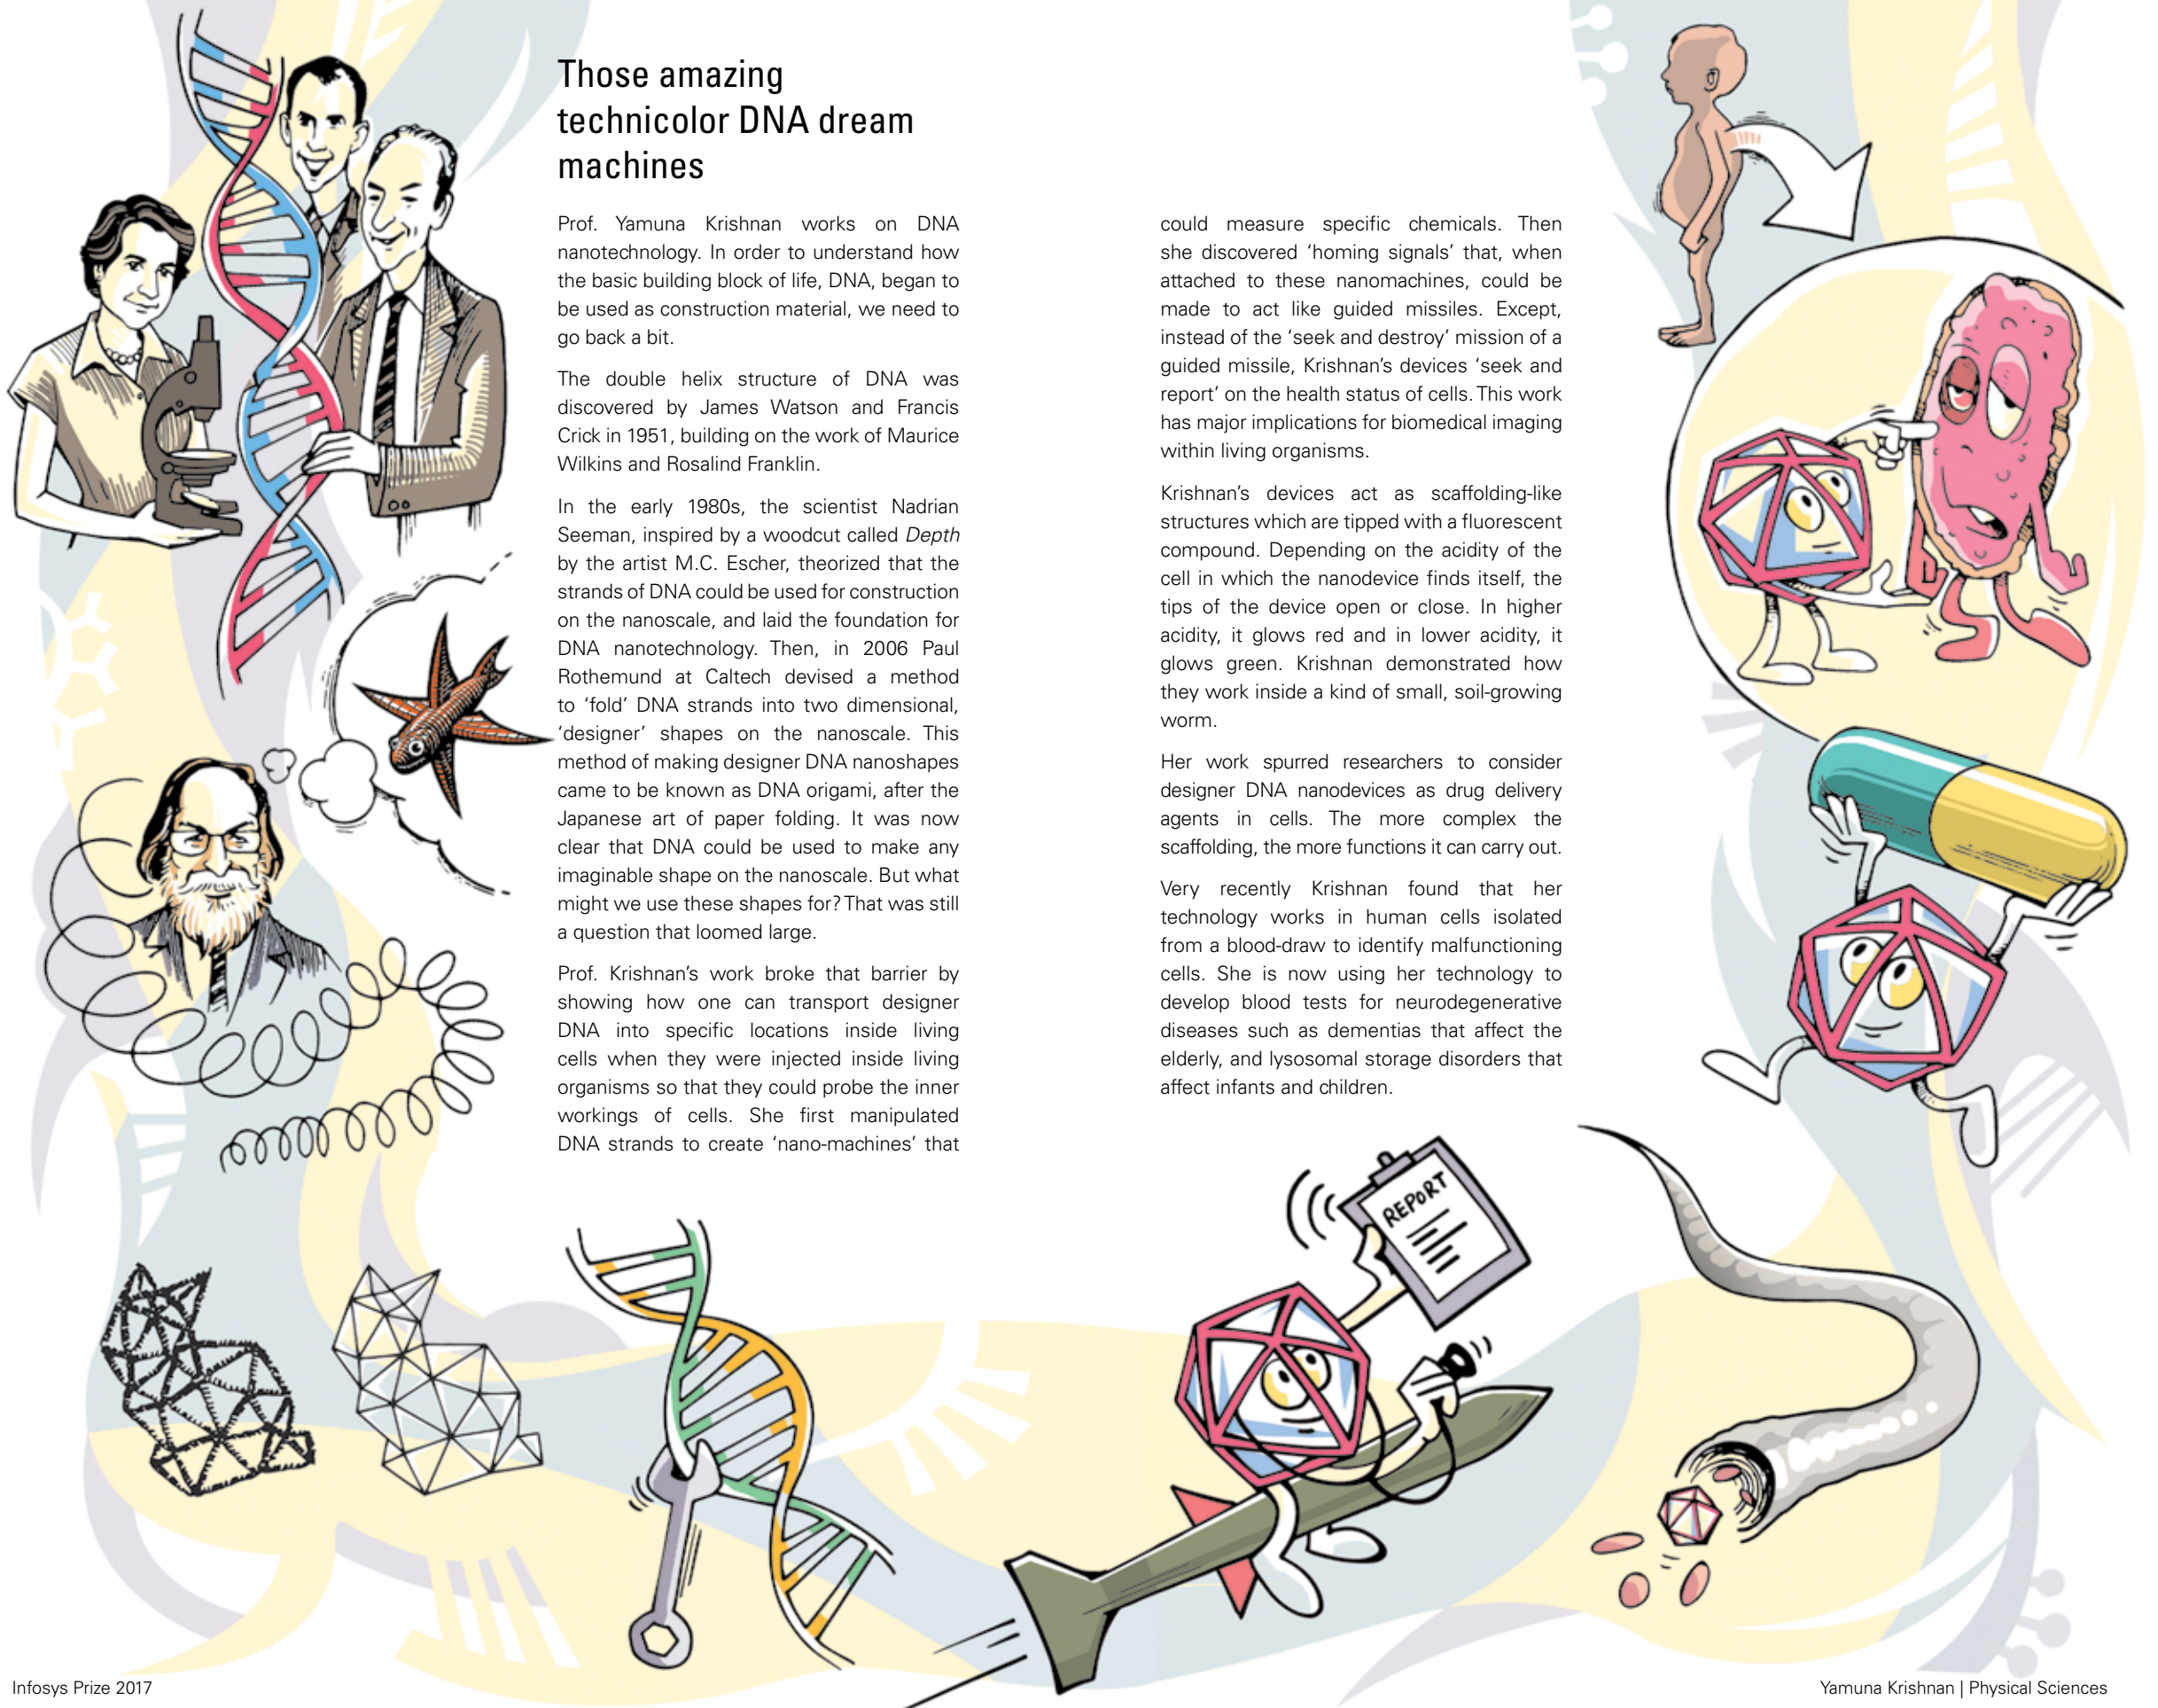 Those amazing
technicolor DNA dream
machines
Prof. Yamuna Krishnan works on DNA
nanotechnology. In order to understand how
the basic building block of life, DNA, began to
be used as construction material, we need to
go back a bit.
The double helix structure of DNA was
discovered by James Watson and Francis
Crick in 1951, building on the work of Maurice
Wilkins and Rosalind Franklin.
In the early 1980s, the scientist Nadrian
Seeman, inspired by a woodcut called Depth
by the artist M.C. Escher, theorized that the
strands of DNA could be used for construction
on the nanoscale, and laid the foundation for
DNA nanotechnology. Then, in 2006 Paul
Rothemund at Caltech devised a method
to ‘fold’ DNA strands into two dimensional,
‘designer’ shapes on the nanoscale. This
method of making designer DNA nanoshapes
came to be known as DNA origami, after the
Japanese art of paper folding. It was now
clear that DNA could be used to make any
imaginable shape on the nanoscale. But what
might we use these shapes for? That was still
a question that loomed large.
Prof. Krishnan’s work broke that barrier by
showing how one can transport designer
DNA into specific locations inside living
cells when they were injected inside living
organisms so that they could probe the inner
workings of cells. She first manipulated
DNA strands to create ‘nano-machines’ that
could measure specific chemicals. Then
she discovered ‘homing signals’ that, when
attached to these nanomachines, could be
made to act like guided missiles. Except,
instead of the ‘seek and destroy’ mission of a
guided missile, Krishnan’s devices ‘seek and
report’ on the health status of cells. This work
has major implications for biomedical imaging
within living organisms.
Krishnan’s devices act as scaffolding-like
structures which are tipped with a fluorescent
compound. Depending on the acidity of the
cell in which the nanodevice finds itself, the
tips of the device open or close. In higher
acidity, it glows red and in lower acidity, it
glows green. Krishnan demonstrated how
they work inside a kind of small, soil-growing
worm.
Her work spurred researchers to consider
designer DNA nanodevices as drug delivery
agents in cells. The more complex the
scaffolding, the more functions it can carry out.
Very recently Krishnan found that her
technology works in human cells isolated
from a blood-draw to identify malfunctioning
cells. She is now using her technology to
develop blood tests for neurodegenerative
diseases such as dementias that affect the
elderly, and lysosomal storage disorders that
affect infants and children.
REPORT
Infosys Prize 2017
Yamuna Krishnan | Physical Sciences